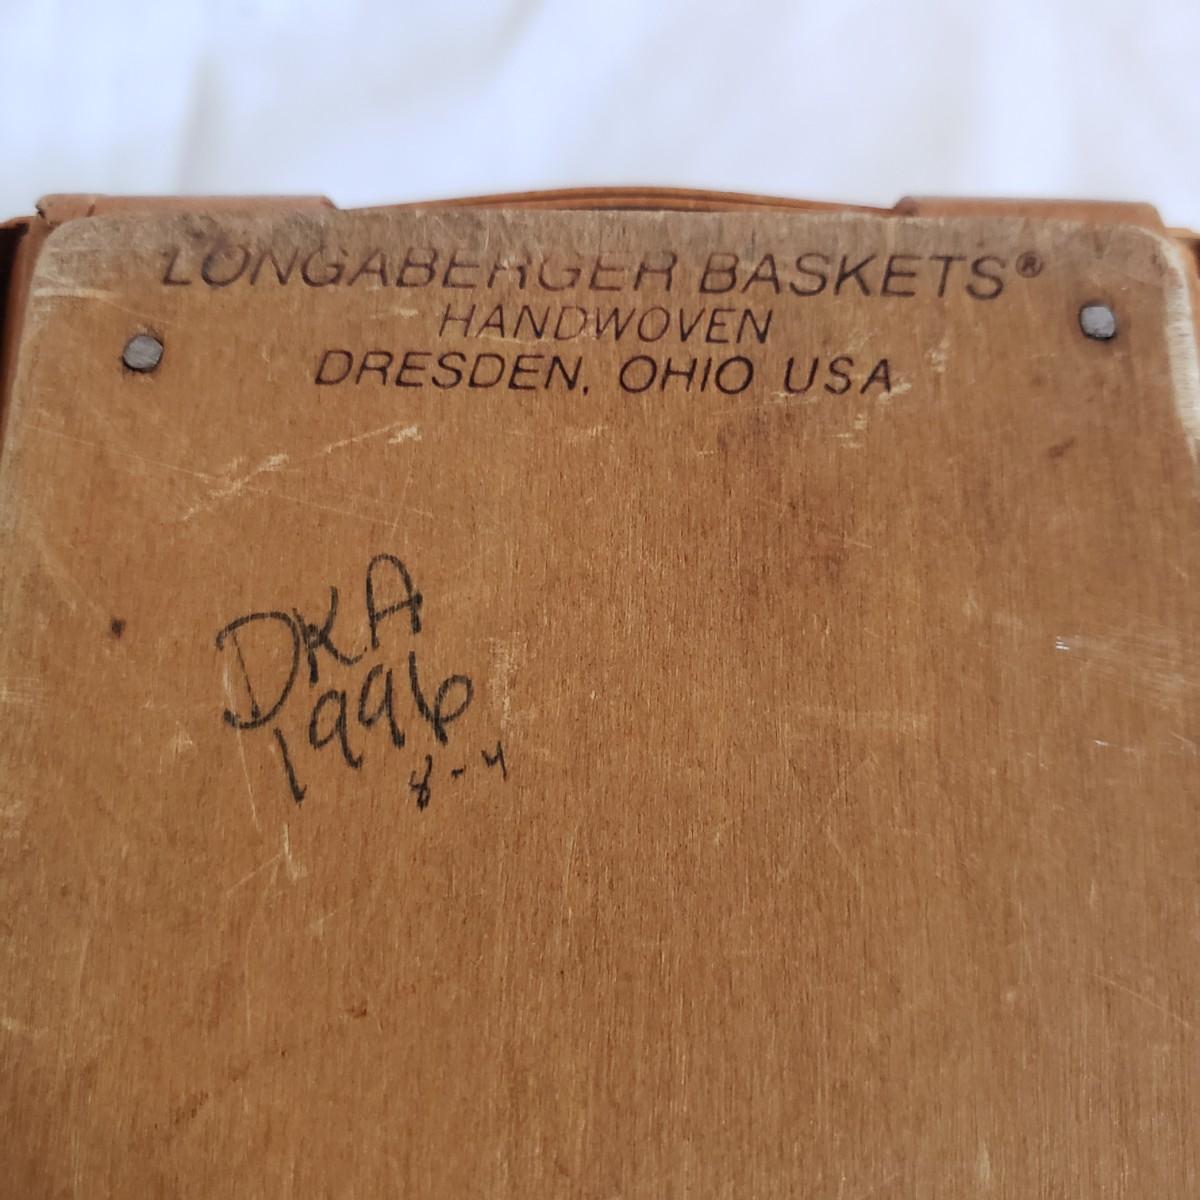 LONGABERGER BASKETS®
HANDWOVEN
DRESDEN, OHIO USA
DKA
1996
8-4